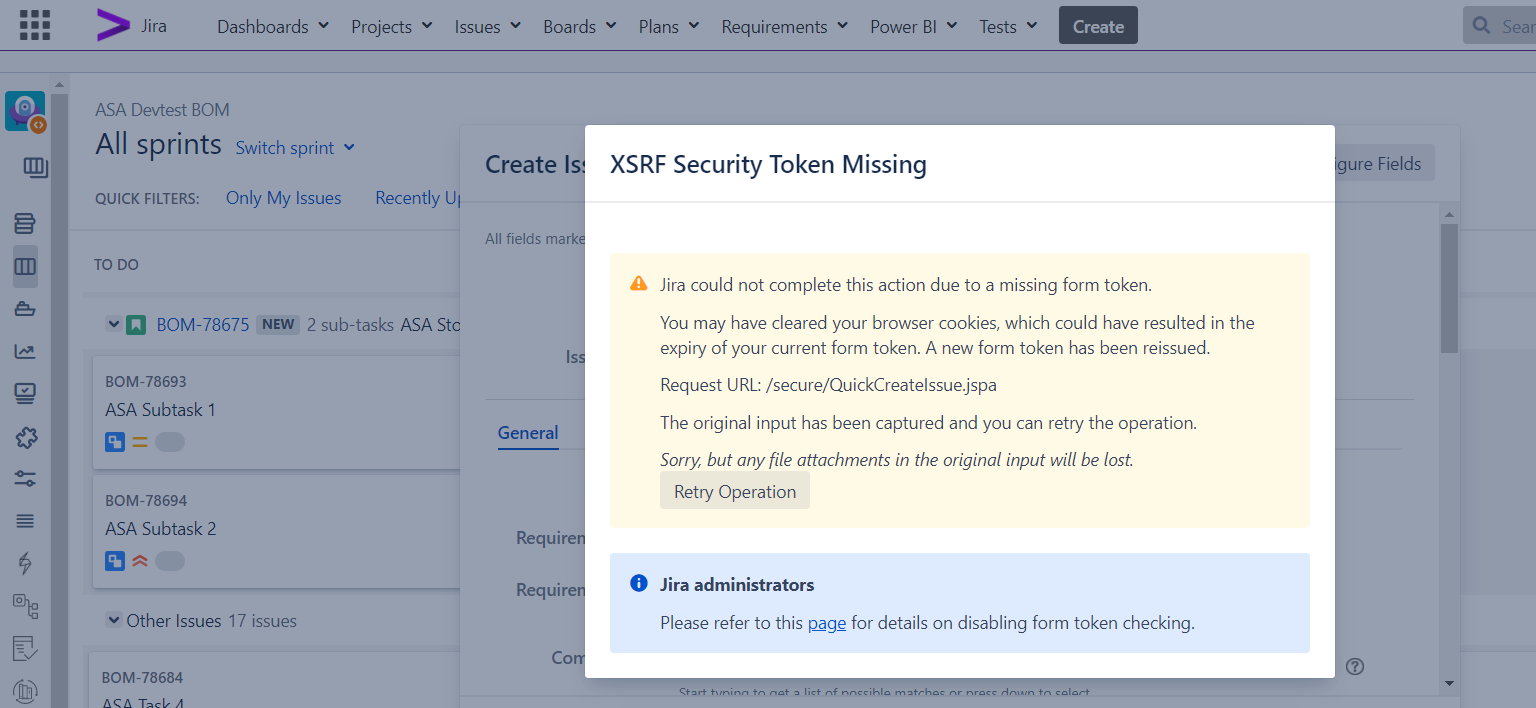 Jira
Dashboards
Projects
Issues
Boards
Plans
Requirements
Power BI
Tests
Create
Sear
ASA Devtest BOM
All sprints
Switch sprint
QUICK FILTERS:
Only My Issues
Recently Up
TO DO
BOM-78675 NEW 2 sub-tasks ASA Sto
BOM-78693
ASA Subtask 1
BOM-78694
ASA Subtask 2
Other Issues 17 issues
BOM-78684
ASA Task 4
Create Iss
igure Fields
All fields marke
Iss
General
Requiren
Requiren
Com
Start typing to get a list of possible matches or press down to select
XSRF Security Token Missing
Jira could not complete this action due to a missing form token.
You may have cleared your browser cookies, which could have resulted in the
expiry of your current form token. A new form token has been reissued.
Request URL: /secure/QuickCreateIssue.jspa
The original input has been captured and you can retry the operation.
Sorry, but any file attachments in the original input will be lost.
Retry Operation
Jira administrators
Please refer to this page for details on disabling form token checking.